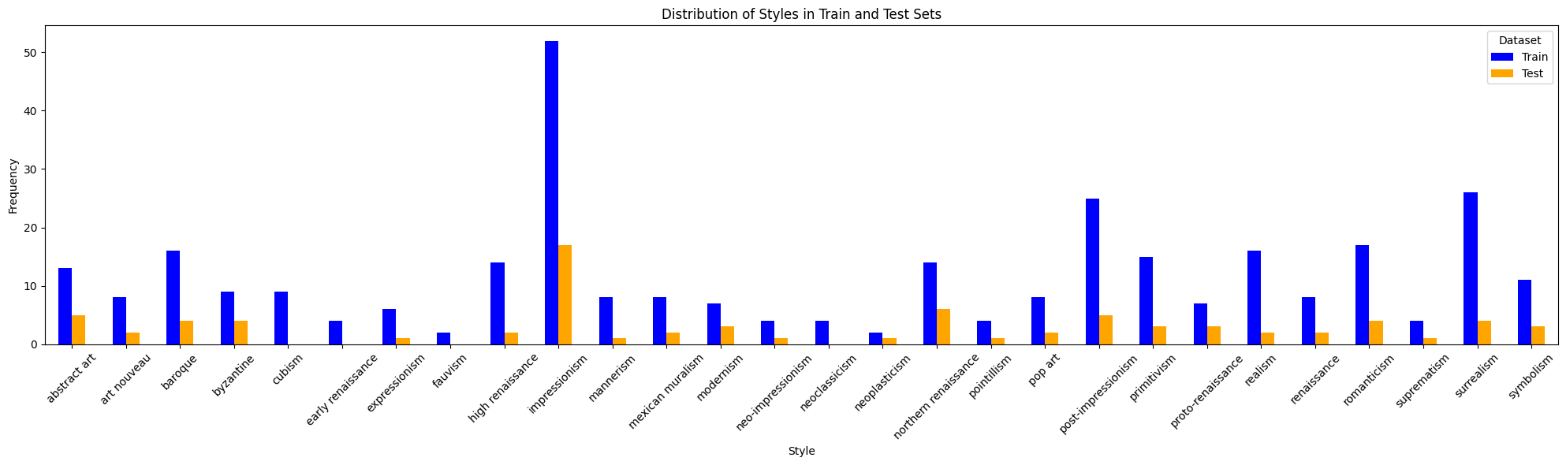 Distribution of Styles in Train and Test Sets
Dataset
Train
Test
Frequency
50
40
30
20
10
0
abstract art
art nouveau
baroque
byzantine
cubism
early renaissance
expressionism
fauvism
high renaissance
impressionism
mannerism
mexican muralism
modernism
neo-impressionism
neoclassicism
neoplasticism
northern renaissance
pointillism
pop art
post-impressionism
primitivism
proto-renaissance
realism
renaissance
romanticism
suprematism
surrealism
symbolism
Style